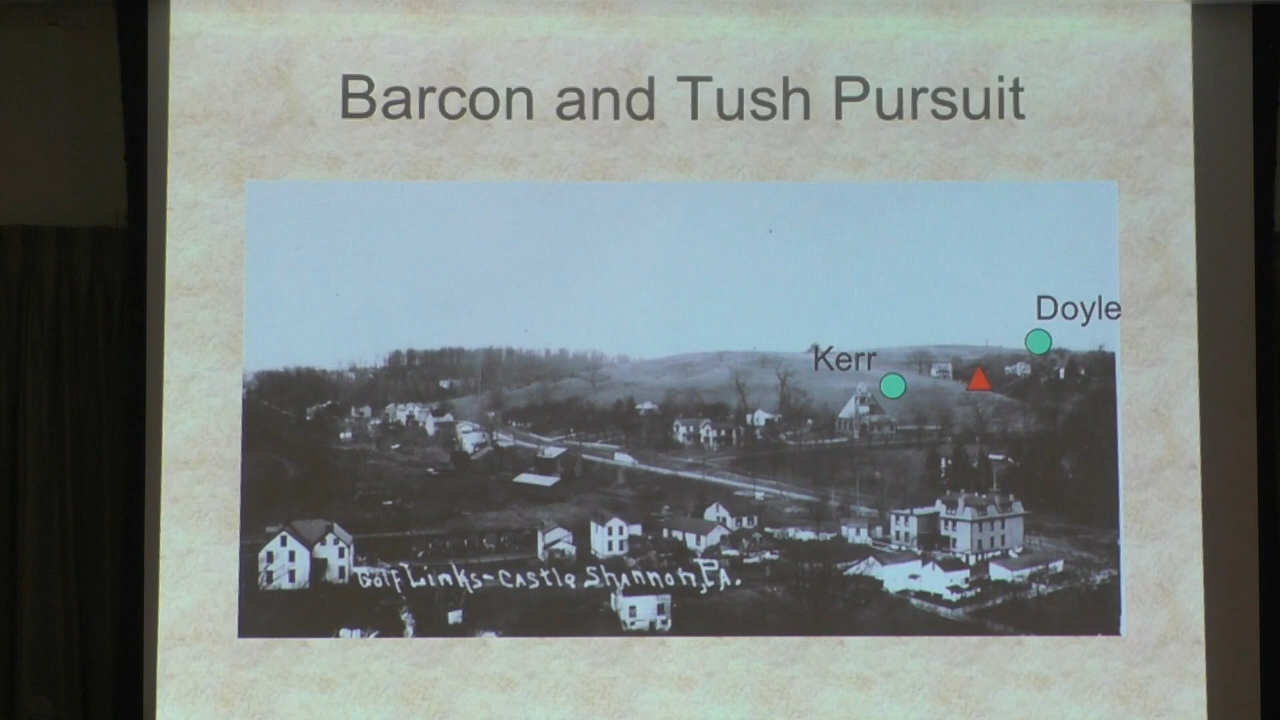 Barcon and Tush Pursuit
Doyle
Kerr
Golf Links-Castle Shannon, Pa.